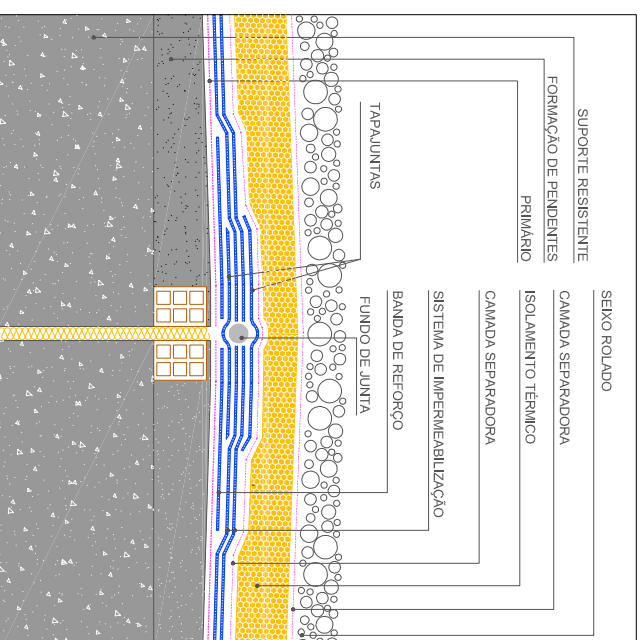 SEIXO ROLADO
CAMADA SEPARADORA
ISOLAMENTO TÉRMICO
CAMADA SEPARADORA
SISTEMA DE IMPERMEABILIZAÇÃO
BANDA DE REFORÇO
FUNDO DE JUNTA
SUPORTE RESISTENTE
FORMAÇÃO DE PENDENTES
PRIMÁRIO
TAPAJUNTAS